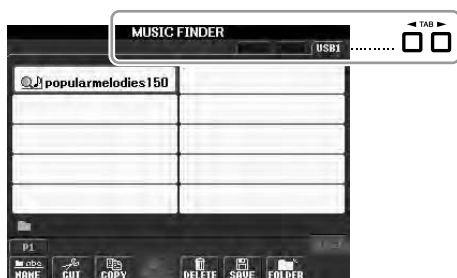 MUSIC FINDER
◄ TAB ►
USB1
popularmelodies150
P1
NAME CUT COPY DELETE SAVE FOLDER